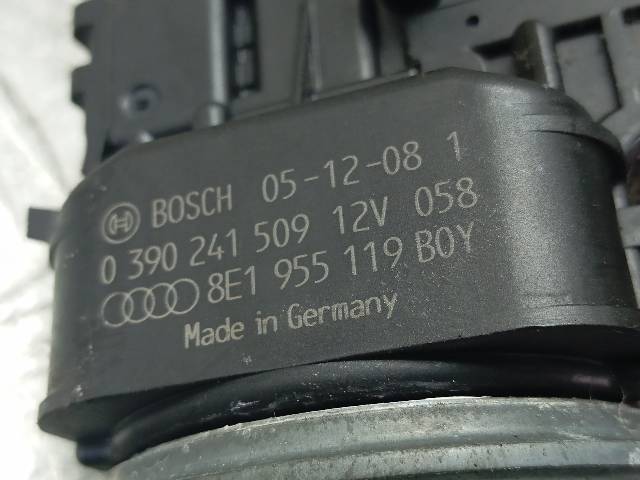 BOSCH 05-12-08 1
0 390 241 509 12V 058
8E1 955 119 B0Y
Made in Germany